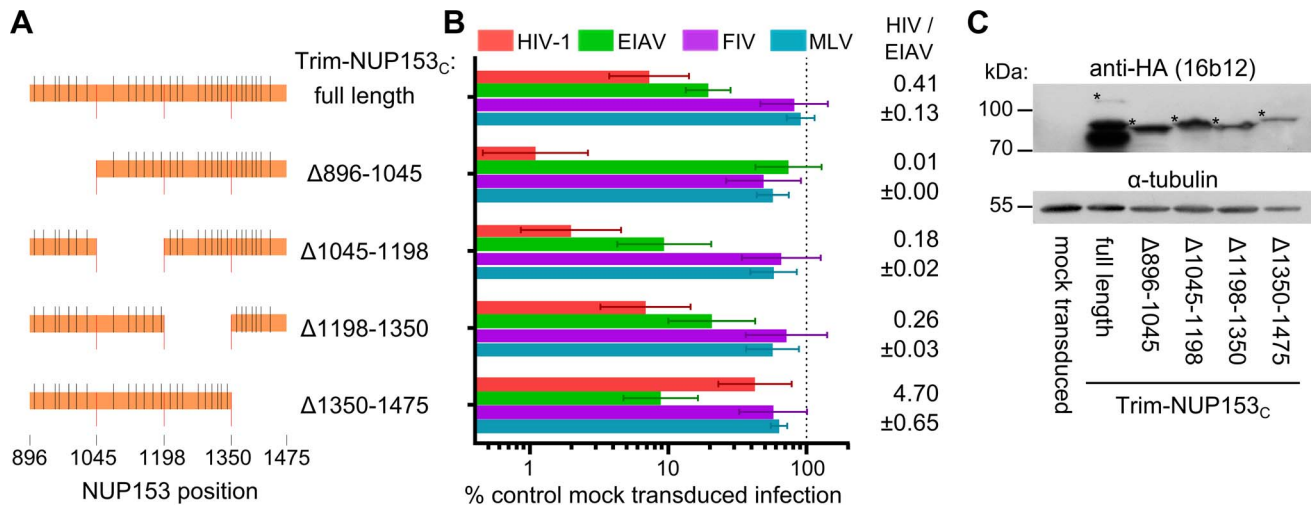 A
Trim-NUP153C:
full length
Δ896-1045
Δ1045-1198
Δ1198-1350
Δ1350-1475
896 1045 1198 1350 1475
NUP153 position
B
HIV-1 EIAV FIV MLV
HIV /
EIAV
0.41
±0.13
0.01
±0.00
0.18
±0.02
0.26
±0.03
4.70
±0.65
1 10 100
% control mock transduced infection
C
kDa:
anti-HA (16b12)
100
70
* * * * *
α-tubulin
55
mock transduced
full length
Δ896-1045
Δ1045-1198
Δ1198-1350
Δ1350-1475
Trim-NUP153C